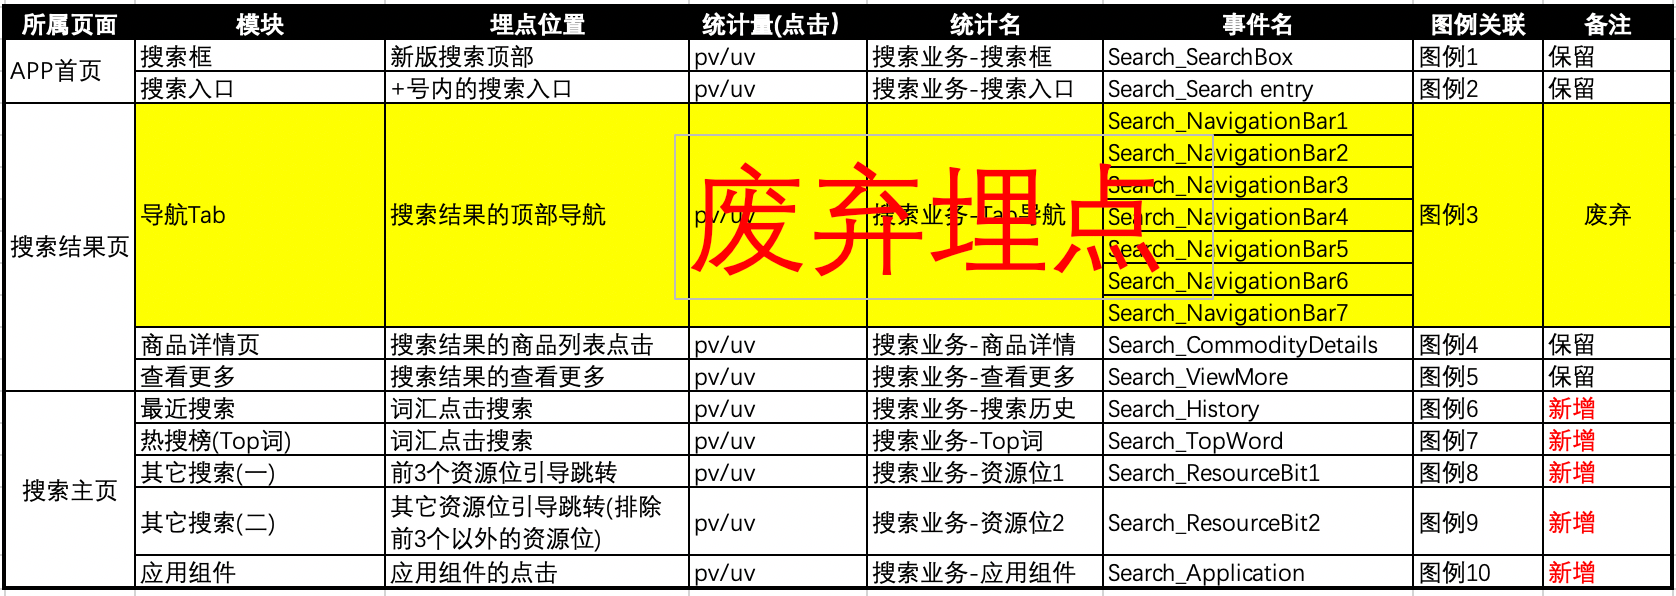 所属页面 模块 埋点位置 统计量(点击) 统计名 事件名 图例关联 备注
APP首页 搜索框 新版搜索顶部 pv/uv 搜索业务-搜索框 Search_SearchBox 图例1 保留
搜索入口 +号内的搜索入口 pv/uv 搜索业务-搜索入口 Search_Search entry 图例2 保留
搜索结果页 导航Tab 搜索结果的顶部导航 pv/uv 搜索业务-Tab导航 Search_NavigationBar1 图例3 废弃
Search_NavigationBar2
Search_NavigationBar3
Search_NavigationBar4
Search_NavigationBar5
Search_NavigationBar6
Search_NavigationBar7
废弃埋点
商品详情页 搜索结果的商品列表点击 pv/uv 搜索业务-商品详情 Search_CommodityDetails 图例4 保留
查看更多 搜索结果的查看更多 pv/uv 搜索业务-查看更多 Search_ViewMore 图例5 保留
搜索主页 最近搜索 词汇点击搜索 pv/uv 搜索业务-搜索历史 Search_History 图例6 新增
热搜榜(Top词) 词汇点击搜索 pv/uv 搜索业务-Top词 Search_TopWord 图例7 新增
其它搜索(一) 前3个资源位引导跳转 pv/uv 搜索业务-资源位1 Search_ResourceBit1 图例8 新增
其它搜索(二) 其它资源位引导跳转(排除
前3个以外的资源位) pv/uv 搜索业务-资源位2 Search_ResourceBit2 图例9 新增
应用组件 应用组件的点击 pv/uv 搜索业务-应用组件 Search_Application 图例10 新增